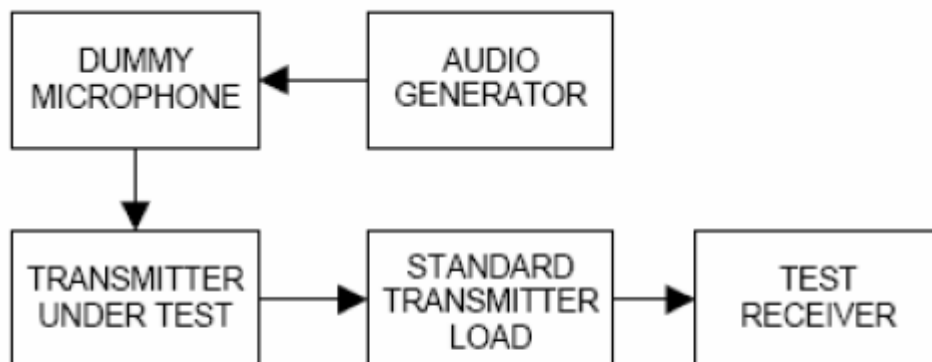 DUMMY
MICROPHONE
AUDIO
GENERATOR
TRANSMITTER
UNDER TEST
STANDARD
TRANSMITTER
LOAD
TEST
RECEIVER